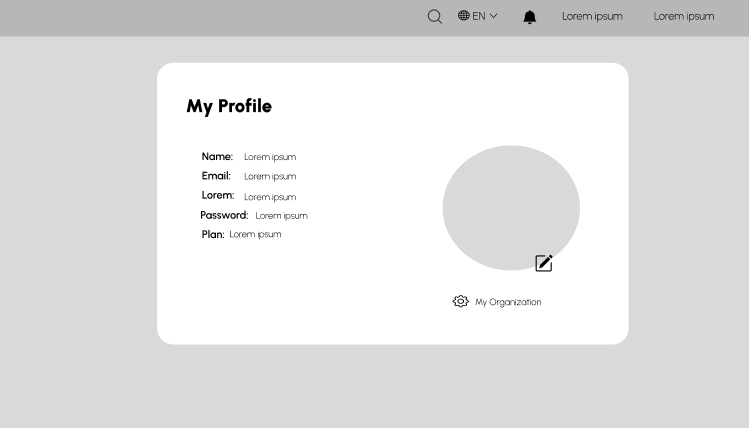 EN
Lorem ipsum
Lorem ipsum
My Profile
Name: Lorem ipsum
Email: Lorem ipsum
Lorem: Lorem ipsum
Password: Lorem ipsum
Plan: Lorem ipsum
My Organization